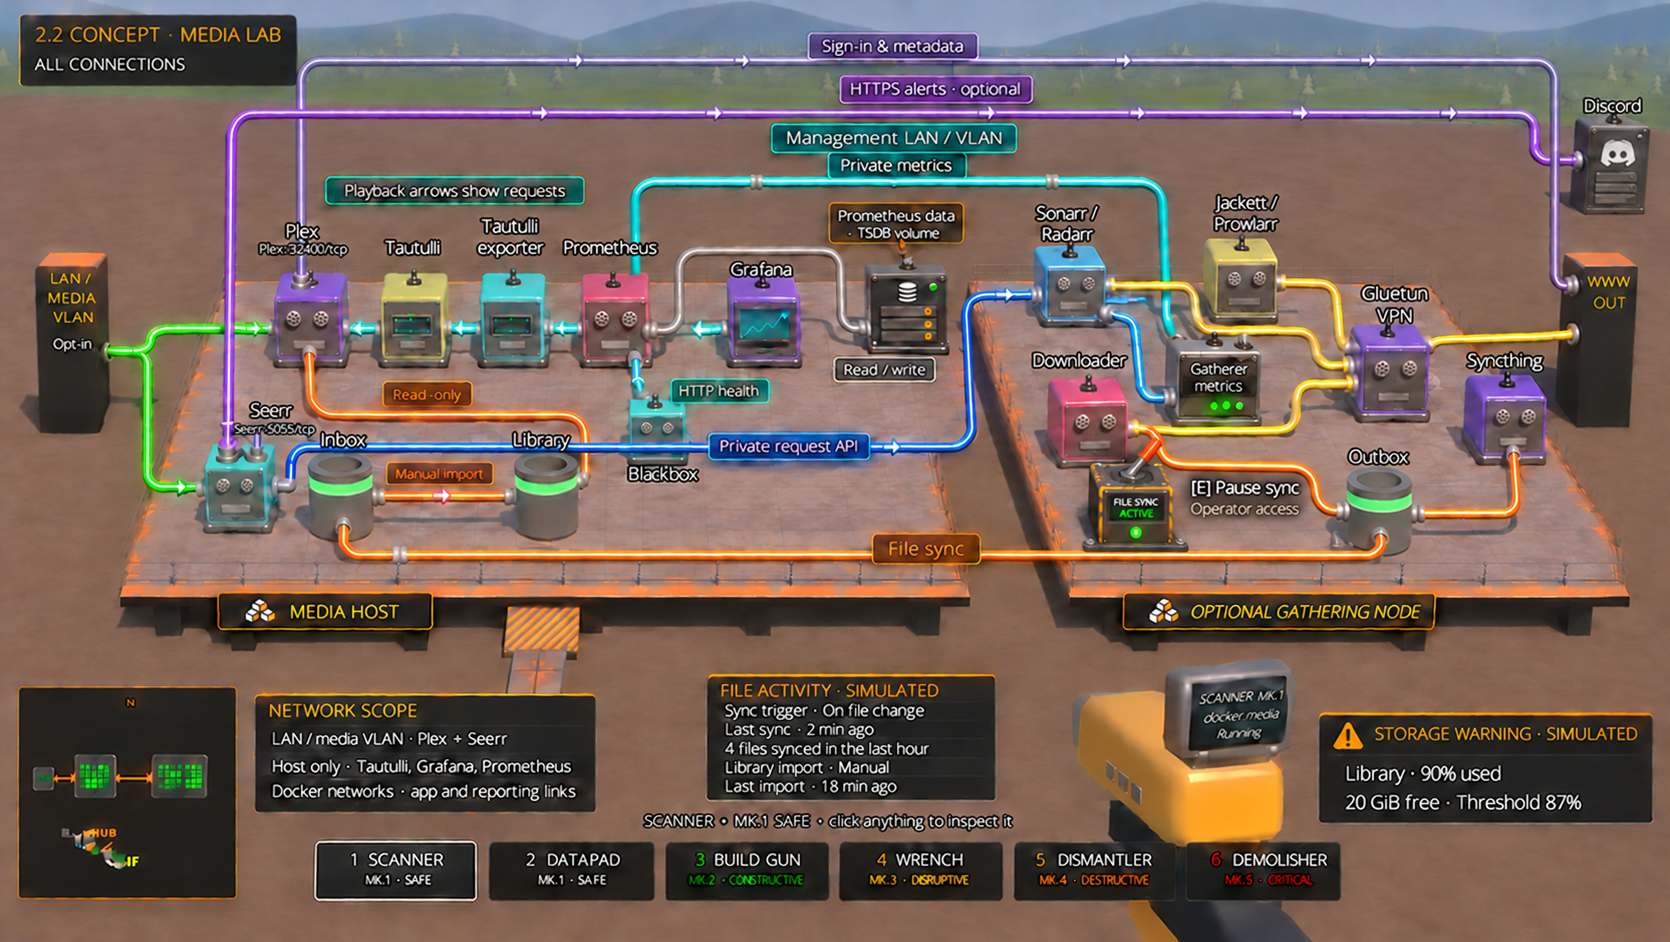 2.2 CONCEPT · MEDIA LAB
ALL CONNECTIONS
Sign-in & metadata
HTTPS alerts · optional
Management LAN / VLAN
Private metrics
Playback arrows show requests
Discord
Plex
Plex:32400/tcp
Tautulli
Tautulli
exporter
Prometheus
Grafana
Prometheus data
· TSDB volume
Sonarr /
Radarr
Jackett /
Prowlarr
Gluetun
VPN
WWW
OUT
LAN /
MEDIA
VLAN
Opt-in
Read / write
Read-only
HTTP health
Downloader
Gatherer
metrics
Syncthing
Seerr
Seerr:5055/tcp
Inbox
Library
Manual import
Blackbox
Private request API
FILE SYNC
ACTIVE
[E] Pause sync
Operator access
Outbox
File sync
MEDIA HOST
OPTIONAL GATHERING NODE
N
HUB
NETWORK SCOPE
LAN / media VLAN · Plex + Seerr
Host only · Tautulli, Grafana, Prometheus
Docker networks · app and reporting links
FILE ACTIVITY · SIMULATED
Sync trigger · On file change
Last sync · 2 min ago
4 files synced in the last hour
Library import · Manual
Last import · 18 min ago
SCANNER MK.1
docker.media
Running
STORAGE WARNING · SIMULATED
Library · 90% used
20 GiB free · Threshold 87%
SCANNER • MK.1 SAFE • click anything to inspect it
1 SCANNER
MK.1 · SAFE
2 DATAPAD
MK.1 · SAFE
3 BUILD GUN
MK.2 · CONSTRUCTIVE
4 WRENCH
MK.3 · DISRUPTIVE
5 DISMANTLER
MK.4 · DESTRUCTIVE
6 DEMOLISHER
MK.5 · CRITICAL